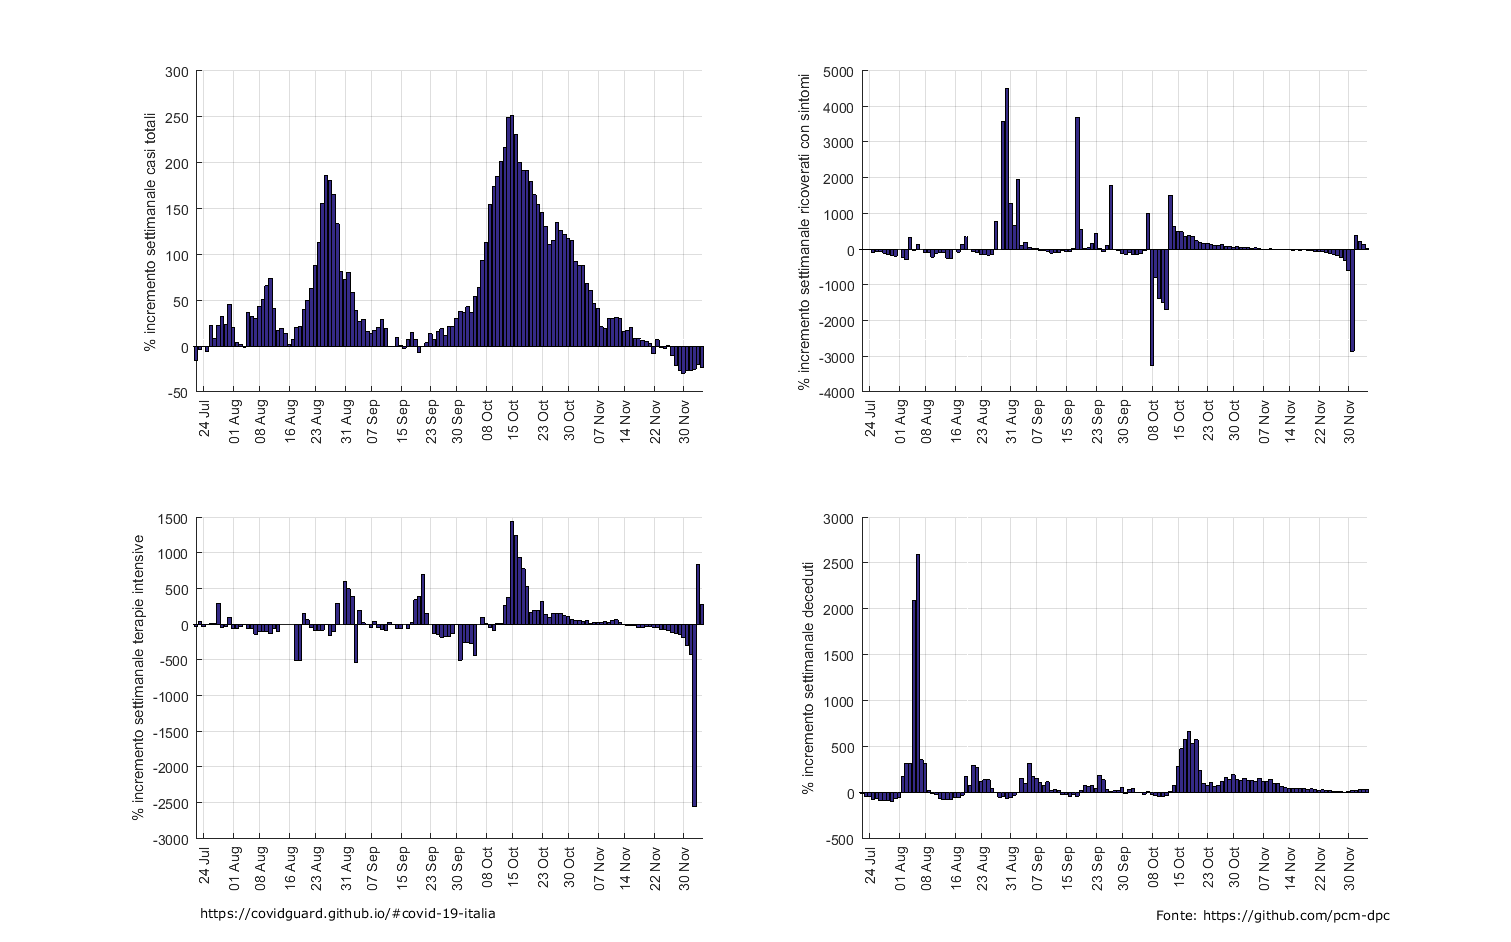 % incremento settimanale casi totali
300
250
200
150
100
50
0
-50
24 Jul
01 Aug
08 Aug
16 Aug
23 Aug
31 Aug
07 Sep
15 Sep
23 Sep
30 Sep
08 Oct
15 Oct
23 Oct
30 Oct
07 Nov
14 Nov
22 Nov
30 Nov
% incremento settimanale ricoverati con sintomi
5000
4000
3000
2000
1000
0
-1000
-2000
-3000
-4000
24 Jul
01 Aug
08 Aug
16 Aug
23 Aug
31 Aug
07 Sep
15 Sep
23 Sep
30 Sep
08 Oct
15 Oct
23 Oct
30 Oct
07 Nov
14 Nov
22 Nov
30 Nov
% incremento settimanale terapie intensive
1500
1000
500
0
-500
-1000
-1500
-2000
-2500
-3000
24 Jul
01 Aug
08 Aug
16 Aug
23 Aug
31 Aug
07 Sep
15 Sep
23 Sep
30 Sep
08 Oct
15 Oct
23 Oct
30 Oct
07 Nov
14 Nov
22 Nov
30 Nov
% incremento settimanale deceduti
3000
2500
2000
1500
1000
500
0
-500
24 Jul
01 Aug
08 Aug
16 Aug
23 Aug
31 Aug
07 Sep
15 Sep
23 Sep
30 Sep
08 Oct
15 Oct
23 Oct
30 Oct
07 Nov
14 Nov
22 Nov
30 Nov
https://covidguard.github.io/#covid-19-italia
Fonte: https://github.com/pcm-dpc